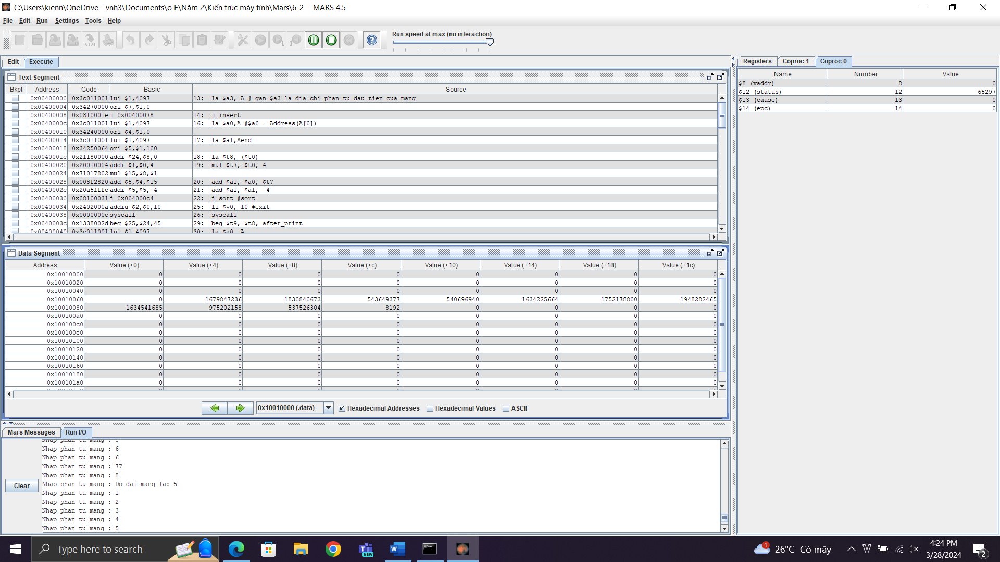 C:\Users\kienn\OneDrive - vnh3\Documents\o E\Năm 2\Kiến trúc máy tính\Mars\6_2 - MARS 4.5
File Edit Run Settings Tools Help
Run speed at max (no interaction)
Edit Execute
Text Segment
Bkpt Address Code Basic Source
0x00400000 0x3c011001 lui $1,4097 13: la $a3, A # gan $a3 la dia chi phan tu dau tien cua mang
0x00400004 0x34270000 ori $7,$1,0
0x00400008 0x0810001e j 0x00400078 14: j insert
0x0040000c 0x3c011001 lui $1,4097 16: la $a0,A #$a0 = Address(A[0])
0x00400010 0x34240000 ori $4,$1,0
0x00400014 0x3c011001 lui $1,4097 17: la $a1,Aend
0x00400018 0x34250064 ori $5,$1,100
0x0040001c 0x21180000 addi $24,$8,0 18: la $t8, ($t0)
0x00400020 0x20010004 addi $1,$0,4 19: mul $t7, $t0, 4
0x00400024 0x71017802 mul $15,$8,$1
0x00400028 0x008f2820 add $5,$4,$15 20: add $a1, $a0, $t7
0x0040002c 0x20a5fffc addi $5,$5,-4 21: add $a1, $a1, -4
0x00400030 0x08100031 j 0x004000c4 22: j sort #sort
0x00400034 0x2402000a addiu $2,$0,10 25: li $v0, 10 #exit
0x00400038 0x0000000c syscall 26: syscall
0x0040003c 0x1338002d beq $25,$24,45 29: beq $t9, $t8, after_print
0x00400040 0x3c011001 lui $1,4097 30: la $a0, A
Data Segment
Address Value (+0) Value (+4) Value (+8) Value (+c) Value (+10) Value (+14) Value (+18) Value (+1c)
0x10010000 0 0 0 0 0 0 0 0
0x10010020 0 0 0 0 0 0 0 0
0x10010040 0 0 0 0 0 0 0 0
0x10010060 0 1679847236 1830840673 543649377 540696940 1634225664 1752178800 1948282465
0x10010080 1634541685 975202158 537526304 8192 0 0 0 0
0x100100a0 0 0 0 0 0 0 0 0
0x100100c0 0 0 0 0 0 0 0 0
0x100100e0 0 0 0 0 0 0 0 0
0x10010100 0 0 0 0 0 0 0 0
0x10010120 0 0 0 0 0 0 0 0
0x10010140 0 0 0 0 0 0 0 0
0x10010160 0 0 0 0 0 0 0 0
0x10010180 0 0 0 0 0 0 0 0
0x100101a0 0 0 0 0 0 0 0 0
0x10010000 (.data) Hexadecimal Addresses Hexadecimal Values ASCII
Mars Messages Run I/O
Clear
Nhap phan tu mang : 5
Nhap phan tu mang : 6
Nhap phan tu mang : 6
Nhap phan tu mang : 77
Nhap phan tu mang : 8
Nhap phan tu mang : Do dai mang la: 5
Nhap phan tu mang : 1
Nhap phan tu mang : 2
Nhap phan tu mang : 3
Nhap phan tu mang : 4
Nhap phan tu mang : 5
Registers Coproc 1 Coproc 0
Name Number Value
$8 (vaddr) 8 0
$12 (status) 12 65297
$13 (cause) 13 0
$14 (epc) 14 0
Type here to search
NEW
1
26°C Có mây
4:24 PM
3/28/2024
2